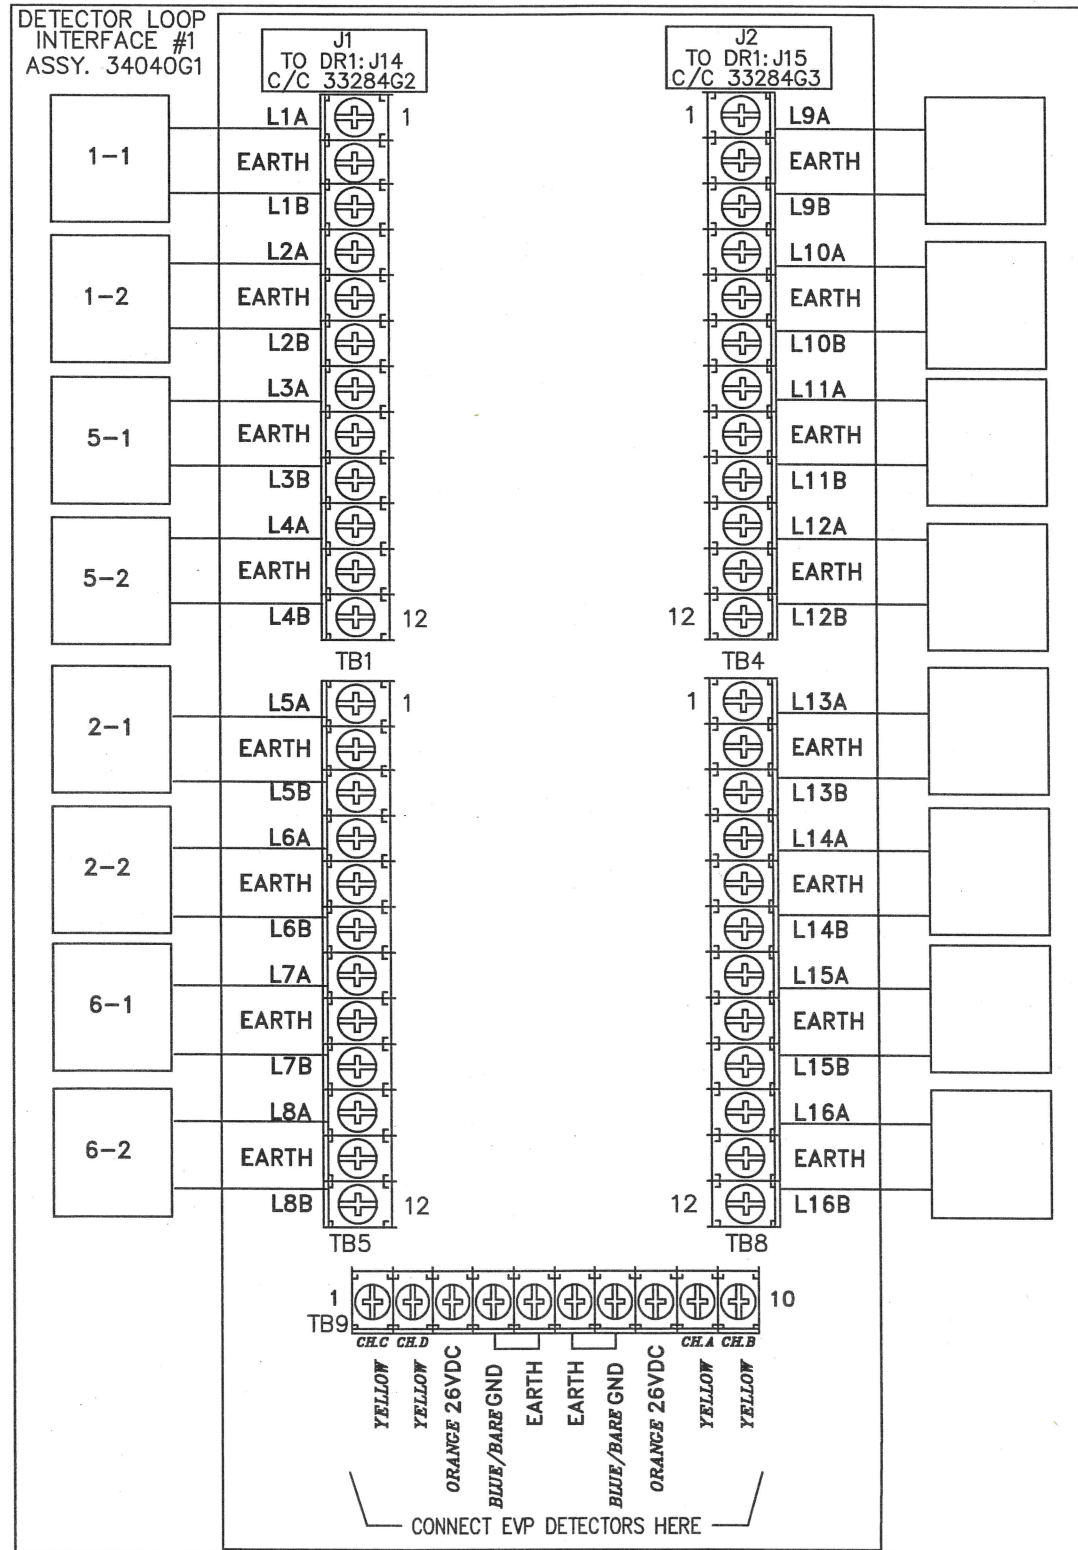 DETECTOR LOOP
INTERFACE #1
ASSY. 34040G1
J1
TO DR1:J14
C/C 33284G2
J2
TO DR1:J15
C/C 33284G3
1-1
L1A
1
EARTH
L1B
1-2
L2A
EARTH
L2B
5-1
L3A
EARTH
L3B
5-2
L4A
EARTH
L4B
12
TB1
1
L9A
EARTH
L9B
L10A
EARTH
L10B
L11A
EARTH
L11B
L12A
EARTH
12
L12B
TB4
2-1
L5A
1
EARTH
L5B
2-2
L6A
EARTH
L6B
6-1
L7A
EARTH
L7B
6-2
L8A
EARTH
L8B
12
TB5
1
L13A
EARTH
L13B
L14A
EARTH
L14B
L15A
EARTH
L15B
L16A
EARTH
12
L16B
TB8
1
10
TB9
CH.C
CH.D
CH.A
CH.B
YELLOW
YELLOW
ORANGE 26VDC
BLUE/BARE GND
EARTH
EARTH
BLUE/BARE GND
ORANGE 26VDC
YELLOW
YELLOW
CONNECT EVP DETECTORS HERE